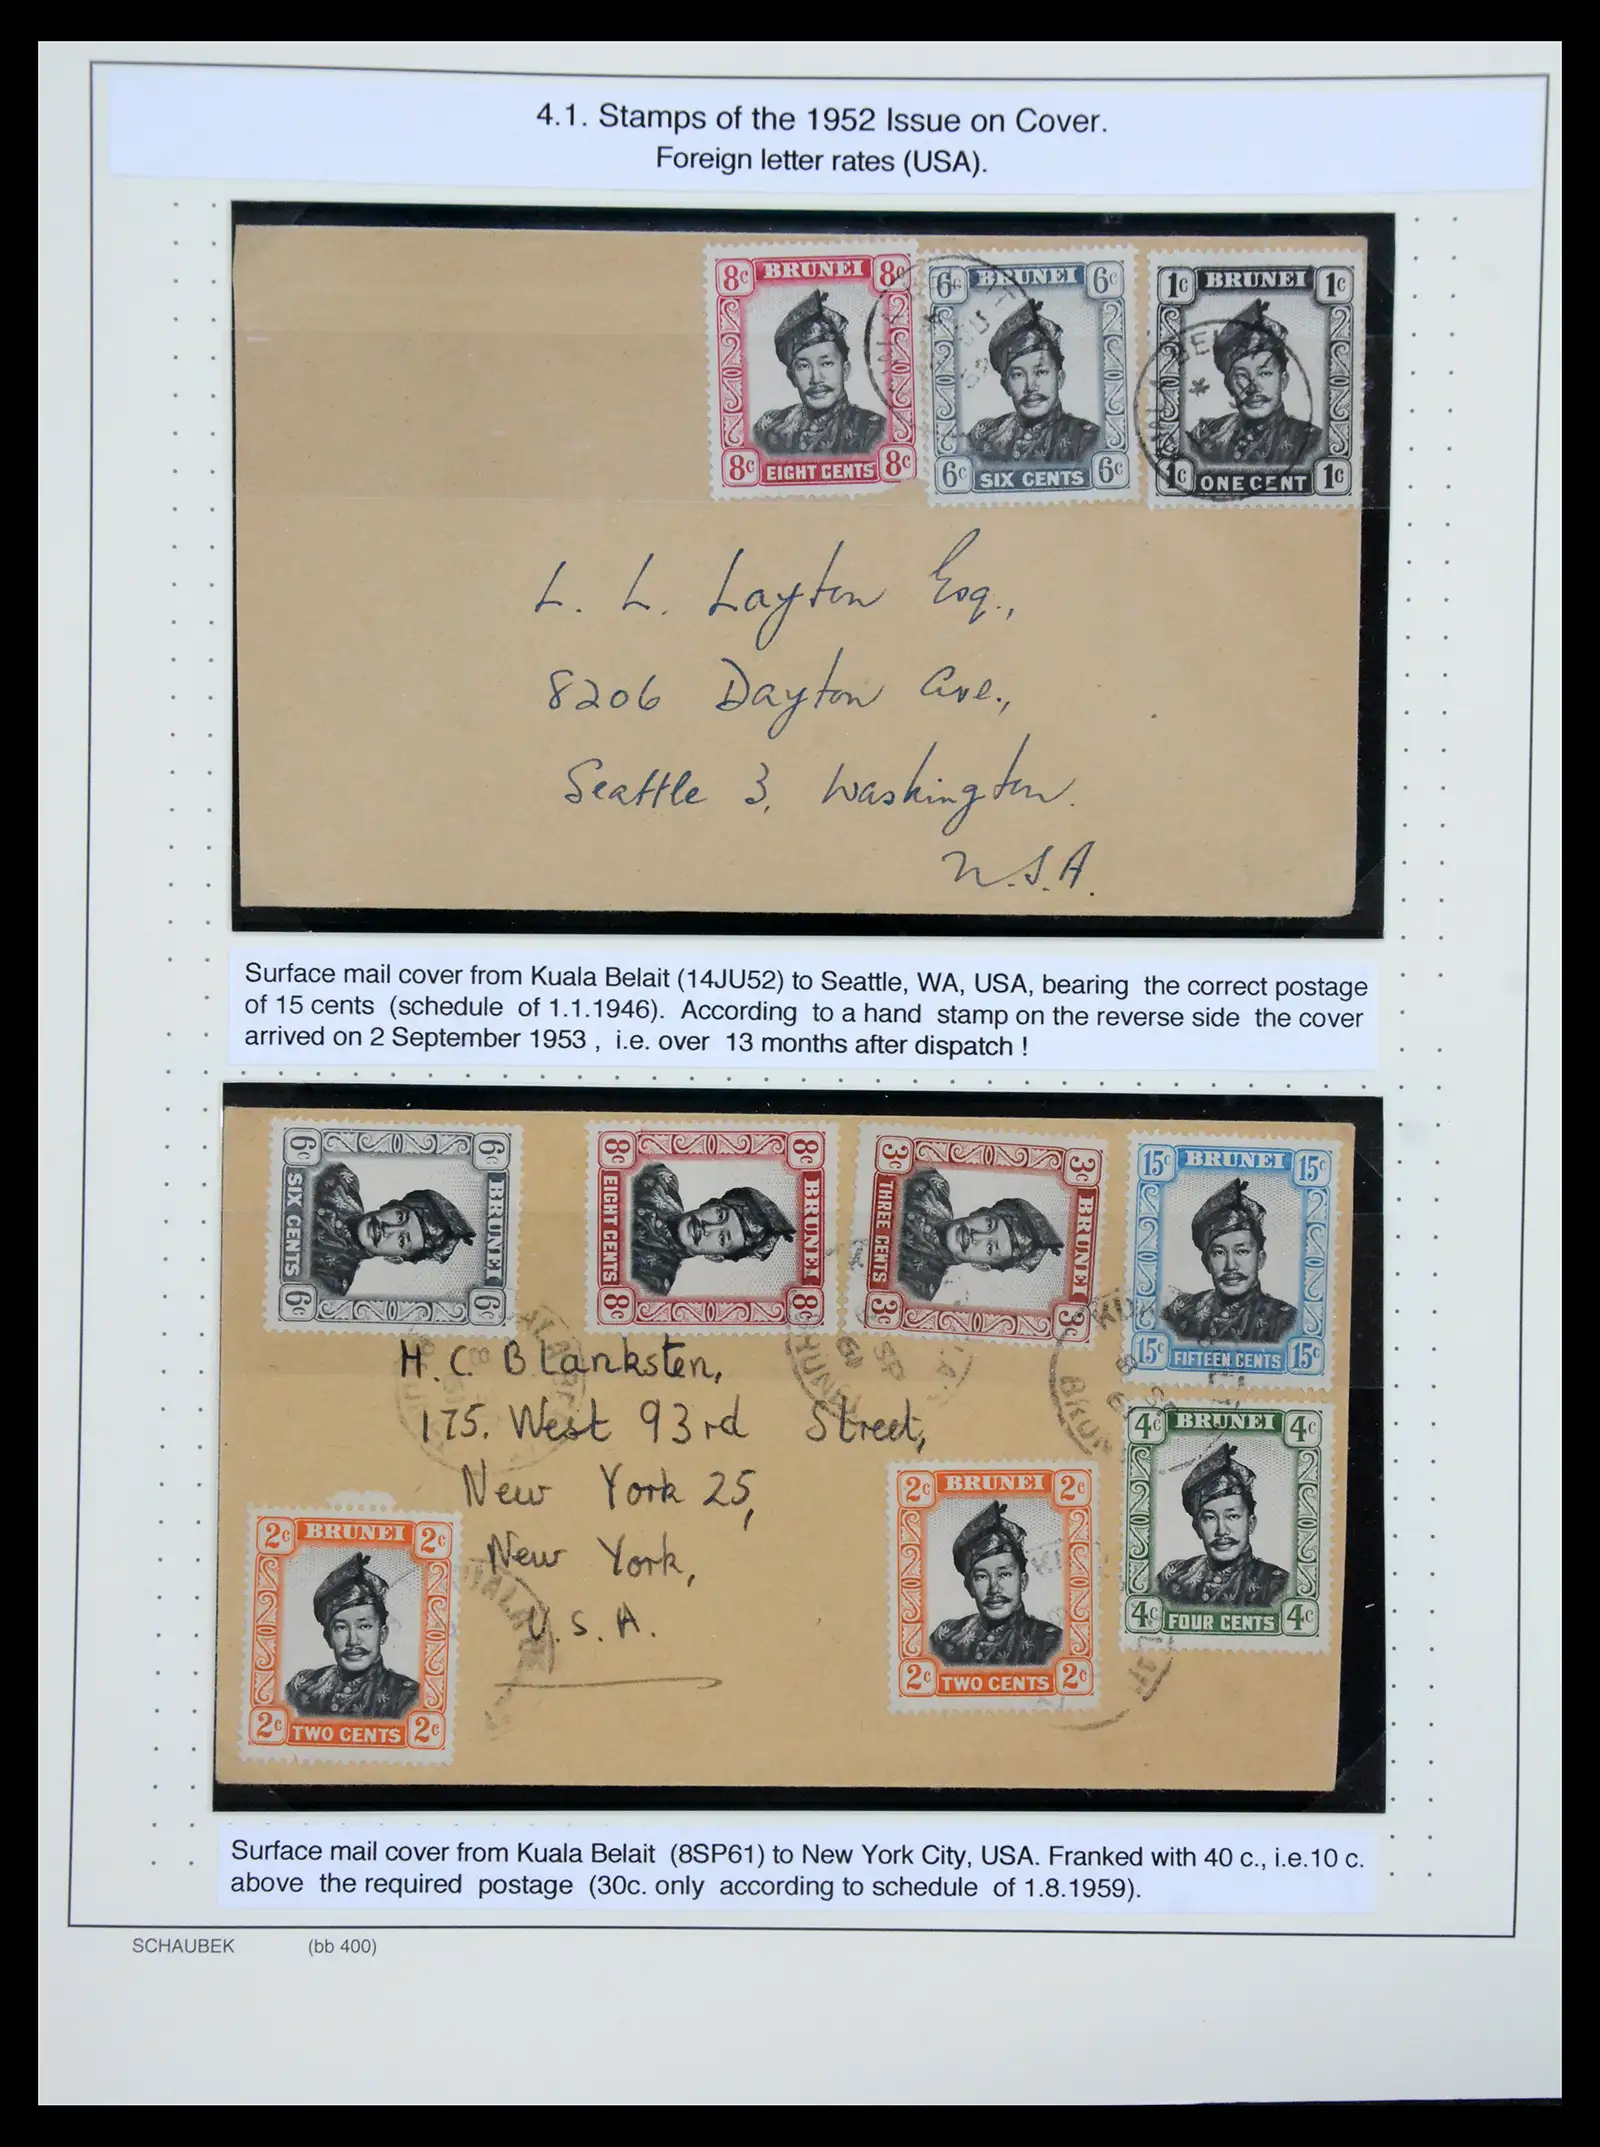 4.1. Stamps of the 1952 Issue on Cover.
Foreign letter rates (USA).
8c BRUNEI 8c
8c EIGHT CENTS 8c
6c BRUNEI 6c
6c SIX CENTS 6c
1c BRUNEI 1c
1c ONE CENT 1c
L. L. Layton Esq.,
8206 Dayton Ave.,
Seattle 3, Washington.
U.S.A.
Surface mail cover from Kuala Belait (14JU52) to Seattle, WA, USA, bearing the correct postage
of 15 cents (schedule of 1.1.1946). According to a hand stamp on the reverse side the cover
arrived on 2 September 1953 , i.e. over 13 months after dispatch !
6c BRUNEI 6c
6c SIX CENTS 6c
8c BRUNEI 8c
8c EIGHT CENTS 8c
3c BRUNEI 3c
3c THREE CENTS 3c
15c BRUNEI 15c
15c FIFTEEN CENTS 15c
H. C. Blanksten,
175. West 93rd Street,
New York 25,
New York,
U.S.A.
4c BRUNEI 4c
4c FOUR CENTS 4c
2c BRUNEI 2c
2c TWO CENTS 2c
2c BRUNEI 2c
2c TWO CENTS 2c
Surface mail cover from Kuala Belait (8SP61) to New York City, USA. Franked with 40 c., i.e.10 c.
above the required postage (30c. only according to schedule of 1.8.1959).
SCHAUBEK (bb 400)